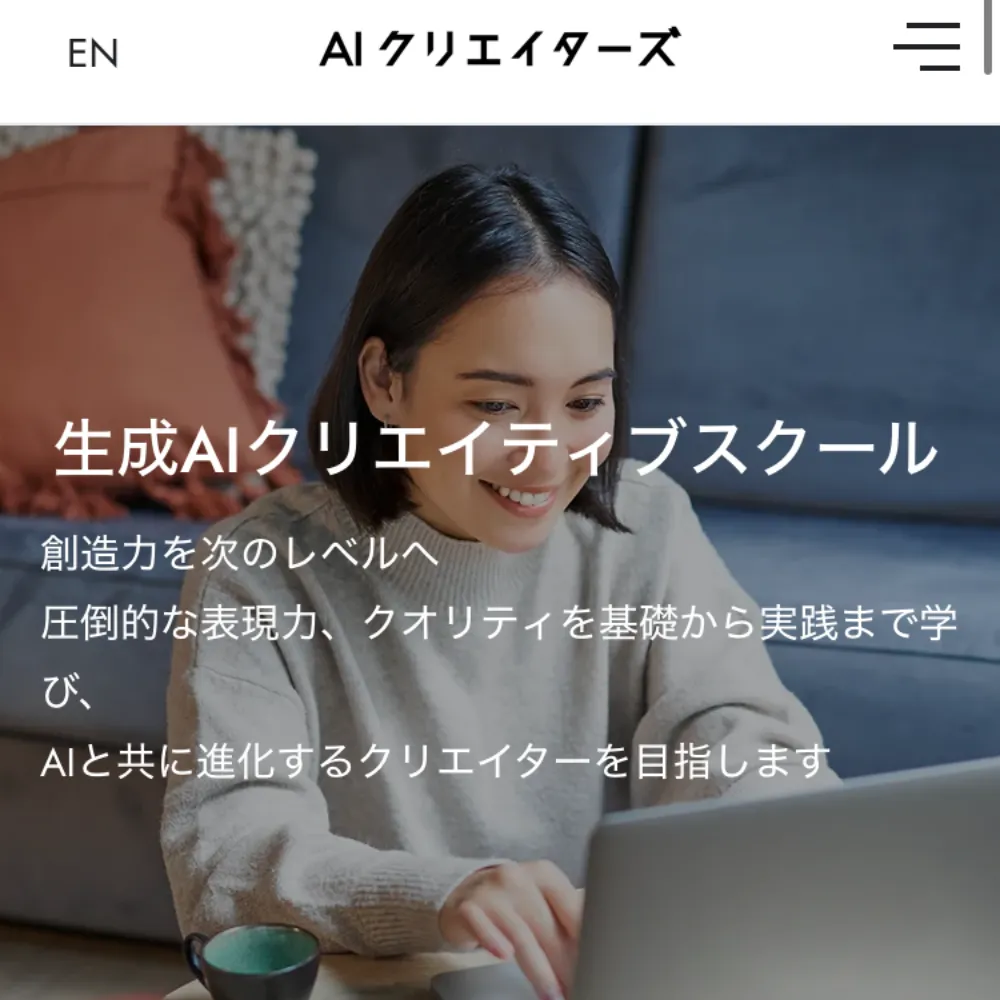 EN
AI クリエイターズ
生成AIクリエイティブスクール
創造力を次のレベルへ
圧倒的な表現力、クオリティを基礎から実践まで学
び、
AIと共に進化するクリエイターを目指します